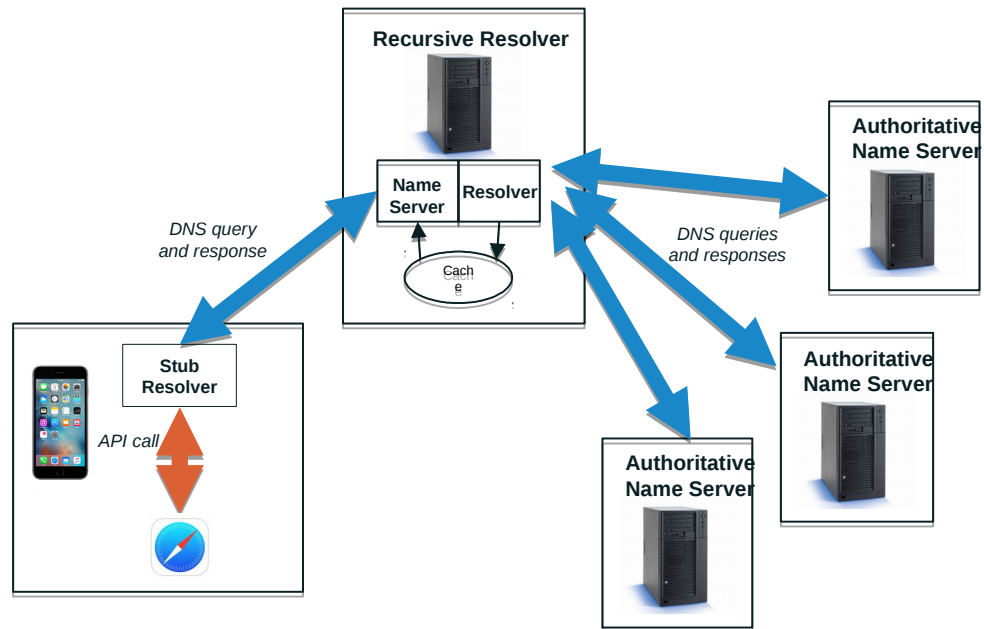 Recursive Resolver
Name
Server
Resolver
Cach
e
:
:
DNS query
and response
DNS queries
and responses
Authoritative
Name Server
Authoritative
Name Server
Authoritative
Name Server
Stub
Resolver
API call